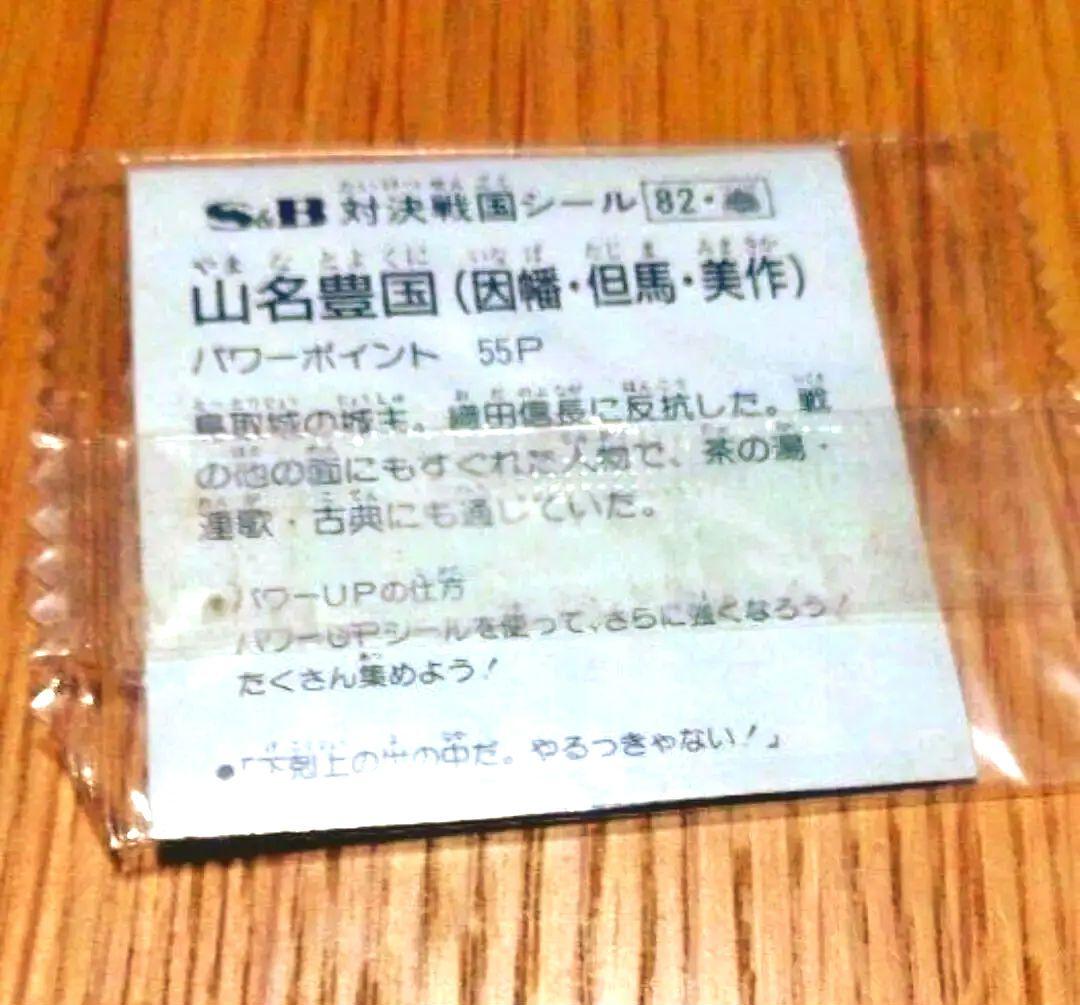 S&B 対決戦国シール 82・
山名豊国(因幡・但馬・美作)
パワーポイント 55P
鳥取城の城主。織田信長に反抗した。戦
の他の面にもすぐれた人物で、茶の湯・
連歌・古典にも通じていた。
●パワーUPの仕方
パワーUPシールを使って、さらに強くなろう!
たくさん集めよう!
●「下剋上の世の中だ。やるっきゃない!」